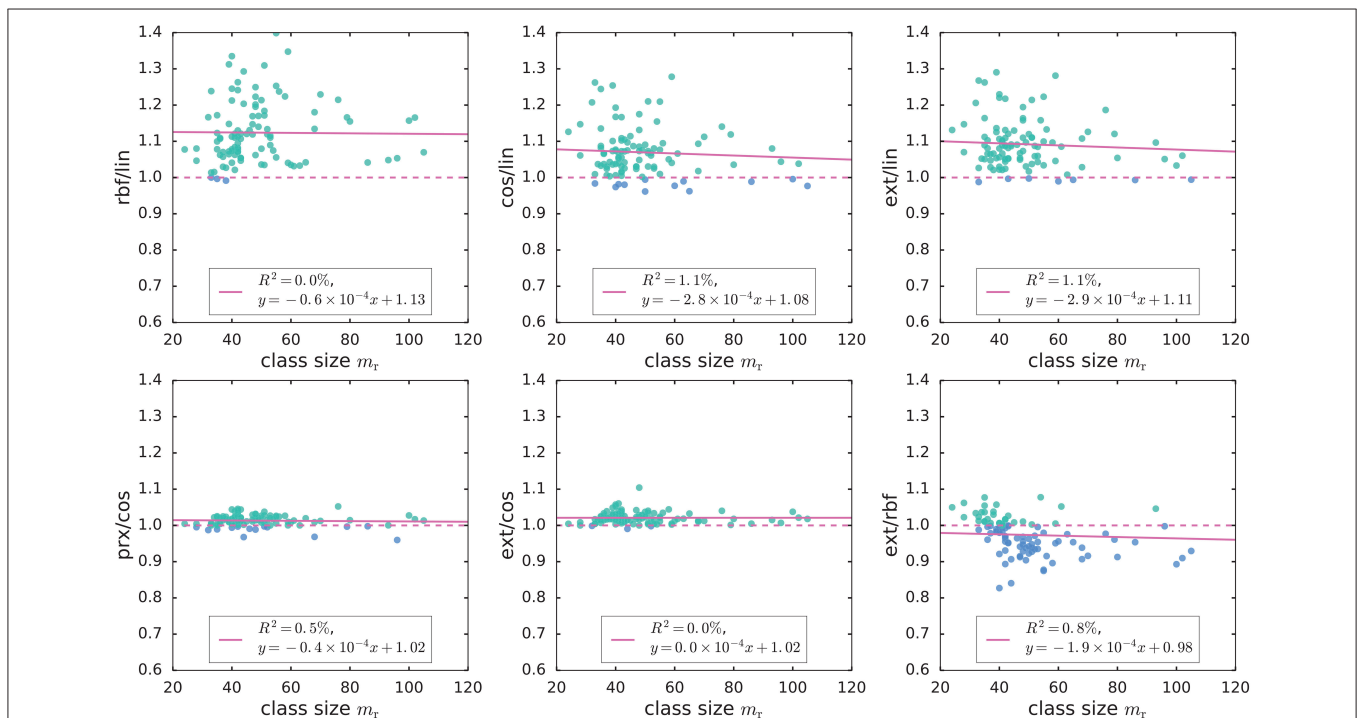 1.4 1.4 1.4
1.3 1.3 1.3
1.2 1.2 1.2
1.1 1.1 1.1
1.0 1.0 1.0
0.9 0.9 0.9
0.8 0.8 0.8
0.7 0.7 0.7
0.6 0.6 0.6
rbf/lin cos/lin ext/lin
R² = 0.0%, R² = 1.1%, R² = 1.1%,
y = −0.6 × 10⁻⁴x + 1.13 y = −2.8 × 10⁻⁴x + 1.08 y = −2.9 × 10⁻⁴x + 1.11
20 40 60 80 100 120 20 40 60 80 100 120 20 40 60 80 100 120
class size mᵣ class size mᵣ class size mᵣ
1.4 1.4 1.4
1.3 1.3 1.3
1.2 1.2 1.2
1.1 1.1 1.1
1.0 1.0 1.0
0.9 0.9 0.9
0.8 0.8 0.8
0.7 0.7 0.7
0.6 0.6 0.6
prx/cos ext/cos ext/rbf
R² = 0.5%, R² = 0.0%, R² = 0.8%,
y = −0.4 × 10⁻⁴x + 1.02 y = 0.0 × 10⁻⁴x + 1.02 y = −1.9 × 10⁻⁴x + 0.98
20 40 60 80 100 120 20 40 60 80 100 120 20 40 60 80 100 120
class size mᵣ class size mᵣ class size mᵣ